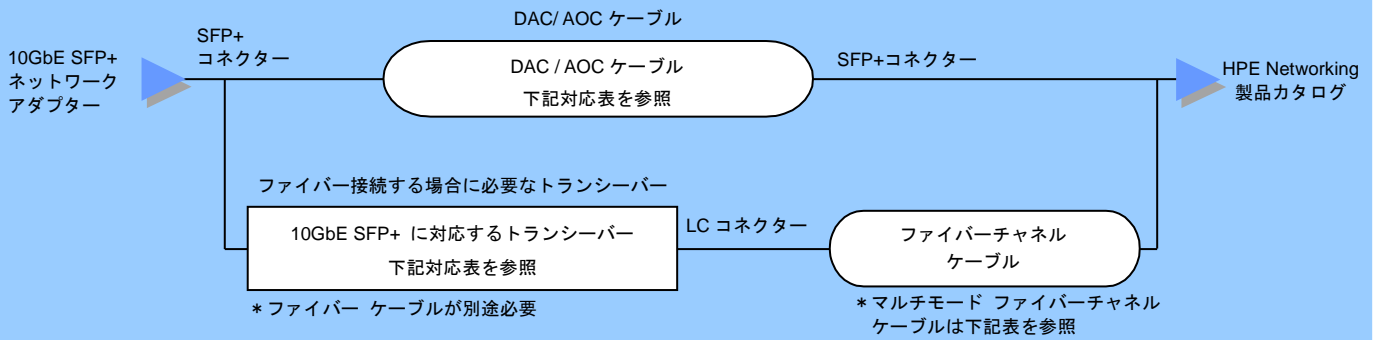 DAC/ AOC ケーブル
SFP+
コネクター
10GbE SFP+
ネットワーク
アダプター
DAC / AOC ケーブル
下記対応表を参照
SFP+コネクター
HPE Networking
製品カタログ
ファイバー接続する場合に必要なトランシーバー
10GbE SFP+ に対応するトランシーバー
下記対応表を参照
LC コネクター
ファイバーチャネル
ケーブル
*ファイバー ケーブルが別途必要
*マルチモード ファイバーチャネル
ケーブルは下記表を参照